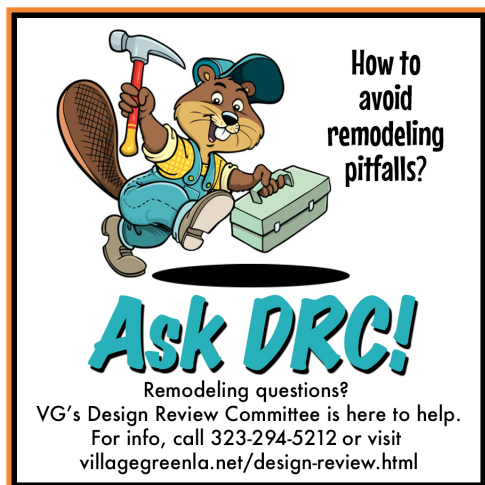 How to
avoid
remodeling
pitfalls?
Ask DRC!
Remodeling questions?
VG's Design Review Committee is here to help.
For info, call 323-294-5212 or visit
villagegreenla.net/design-review.html